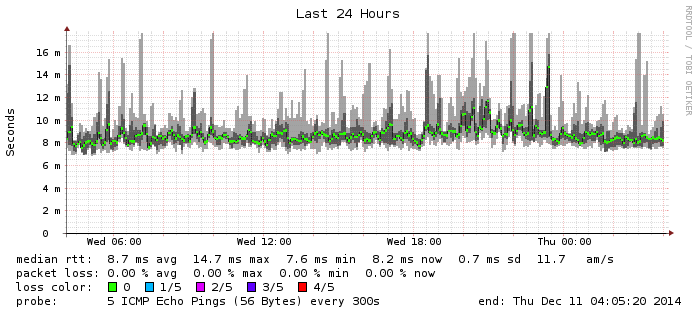 Last 24 Hours
RRDTOOL / TOBI OETIKER
Seconds
16 m
14 m
12 m
10 m
8 m
6 m
4 m
2 m
0
Wed 06:00 Wed 12:00 Wed 18:00 Thu 00:00
median rtt: 8.7 ms avg 14.7 ms max 7.6 ms min 8.2 ms now 0.7 ms sd 11.7 am/s
packet loss: 0.00 % avg 0.00 % max 0.00 % min 0.00 % now
loss color: 0 1/5 2/5 3/5 4/5
probe: 5 ICMP Echo Pings (56 Bytes) every 300s end: Thu Dec 11 04:05:20 2014